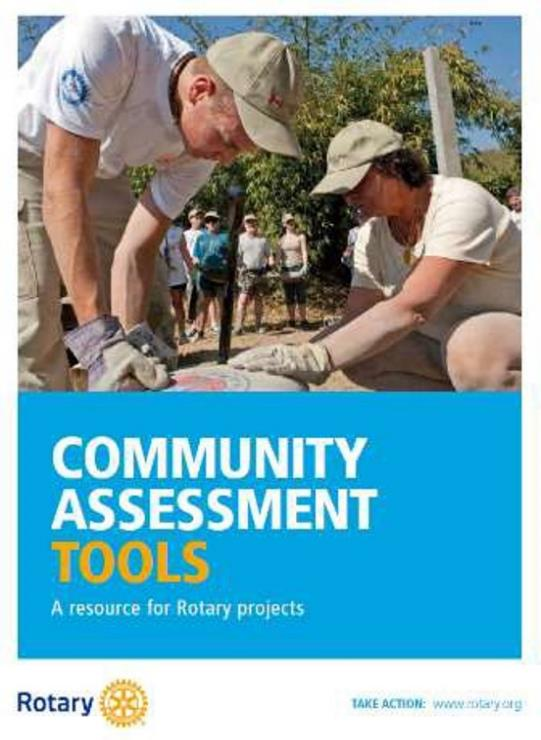 COMMUNITY
ASSESSMENT
TOOLS
A resource for Rotary projects
Rotary
TAKE ACTION: www.rotary.org